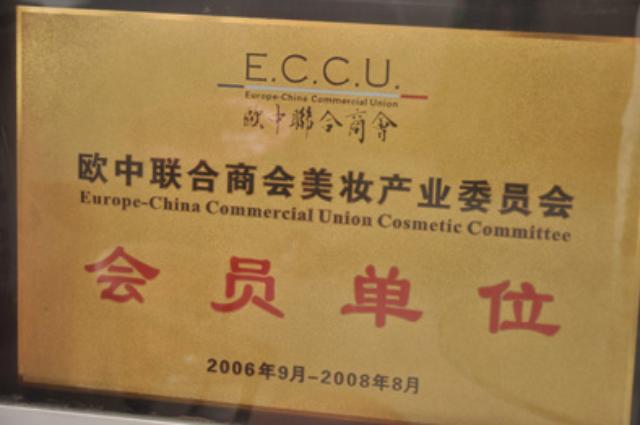 E.C.C.U.
Europe-China Commercial Union
欧中聯合商會
欧中联合商会美妆产业委员会
Europe-China Commercial Union Cosmetic Committee
会员单位
2006年9月-2008年8月